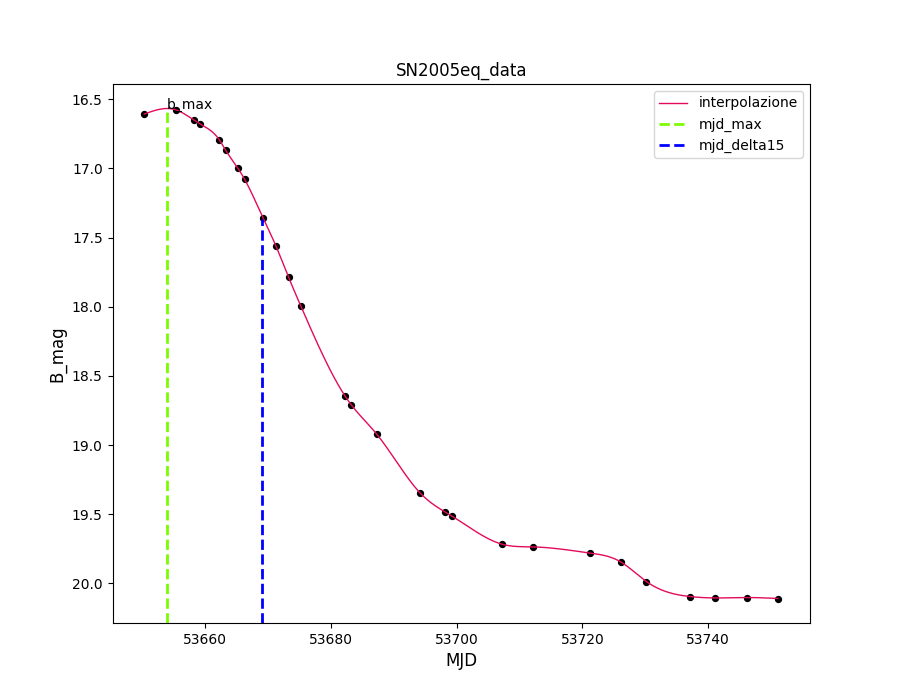 SN2005eq_data
b_max
interpolazione
mjd_max
mjd_delta15
16.5
17.0
17.5
18.0
18.5
19.0
19.5
20.0
B_mag
53660
53680
53700
53720
53740
MJD